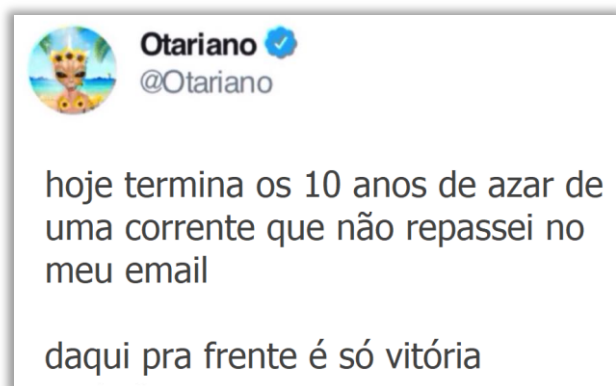 Otariano
@Otariano
hoje termina os 10 anos de azar de
uma corrente que não repassei no
meu email
daqui pra frente é só vitória